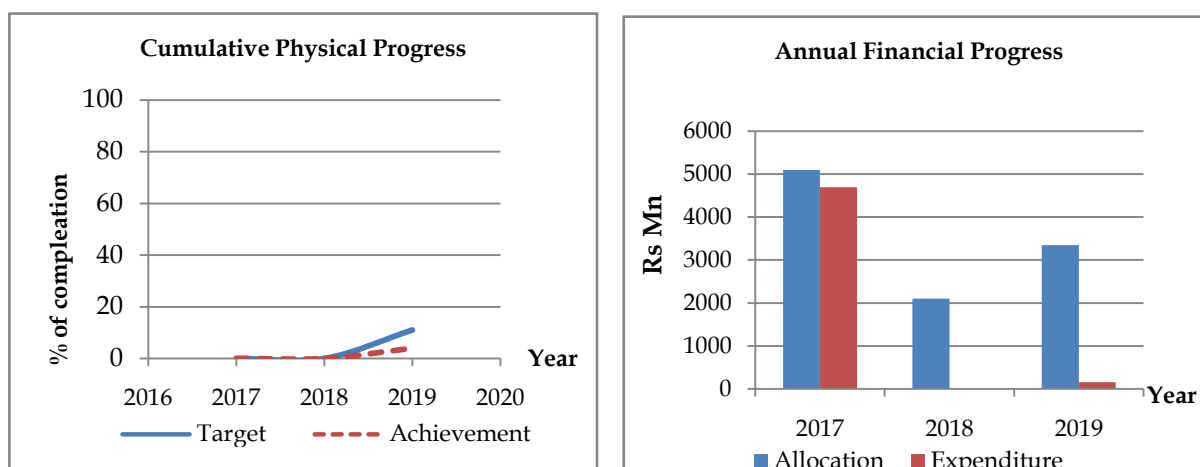 Cumulative Physical Progress
% of compleation
100
80
60
40
20
0
Year
2016 2017 2018 2019 2020
Target Achievement
Annual Financial Progress
Rs Mn
6000
5000
4000
3000
2000
1000
0
Year
2017 2018 2019
Allocation Expenditure